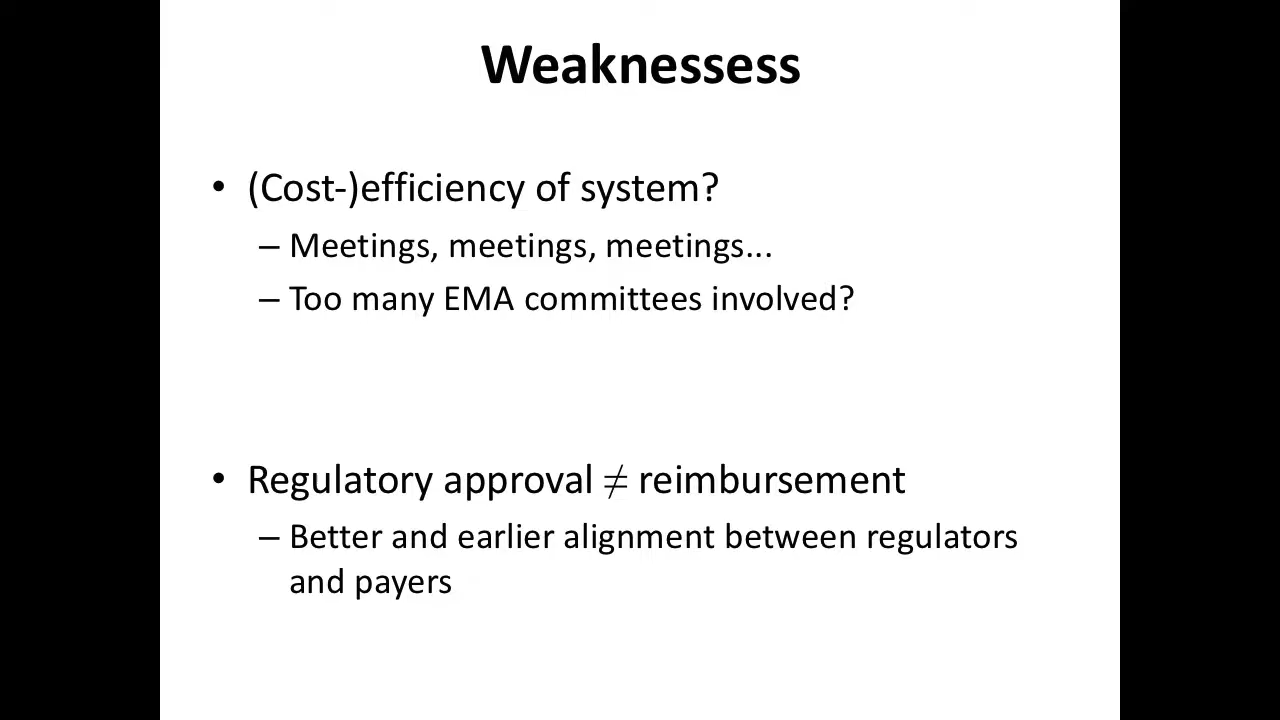 Weaknessess
• (Cost-)efficiency of system?
– Meetings, meetings, meetings...
– Too many EMA committees involved?
• Regulatory approval ≠ reimbursement
– Better and earlier alignment between regulators
and payers